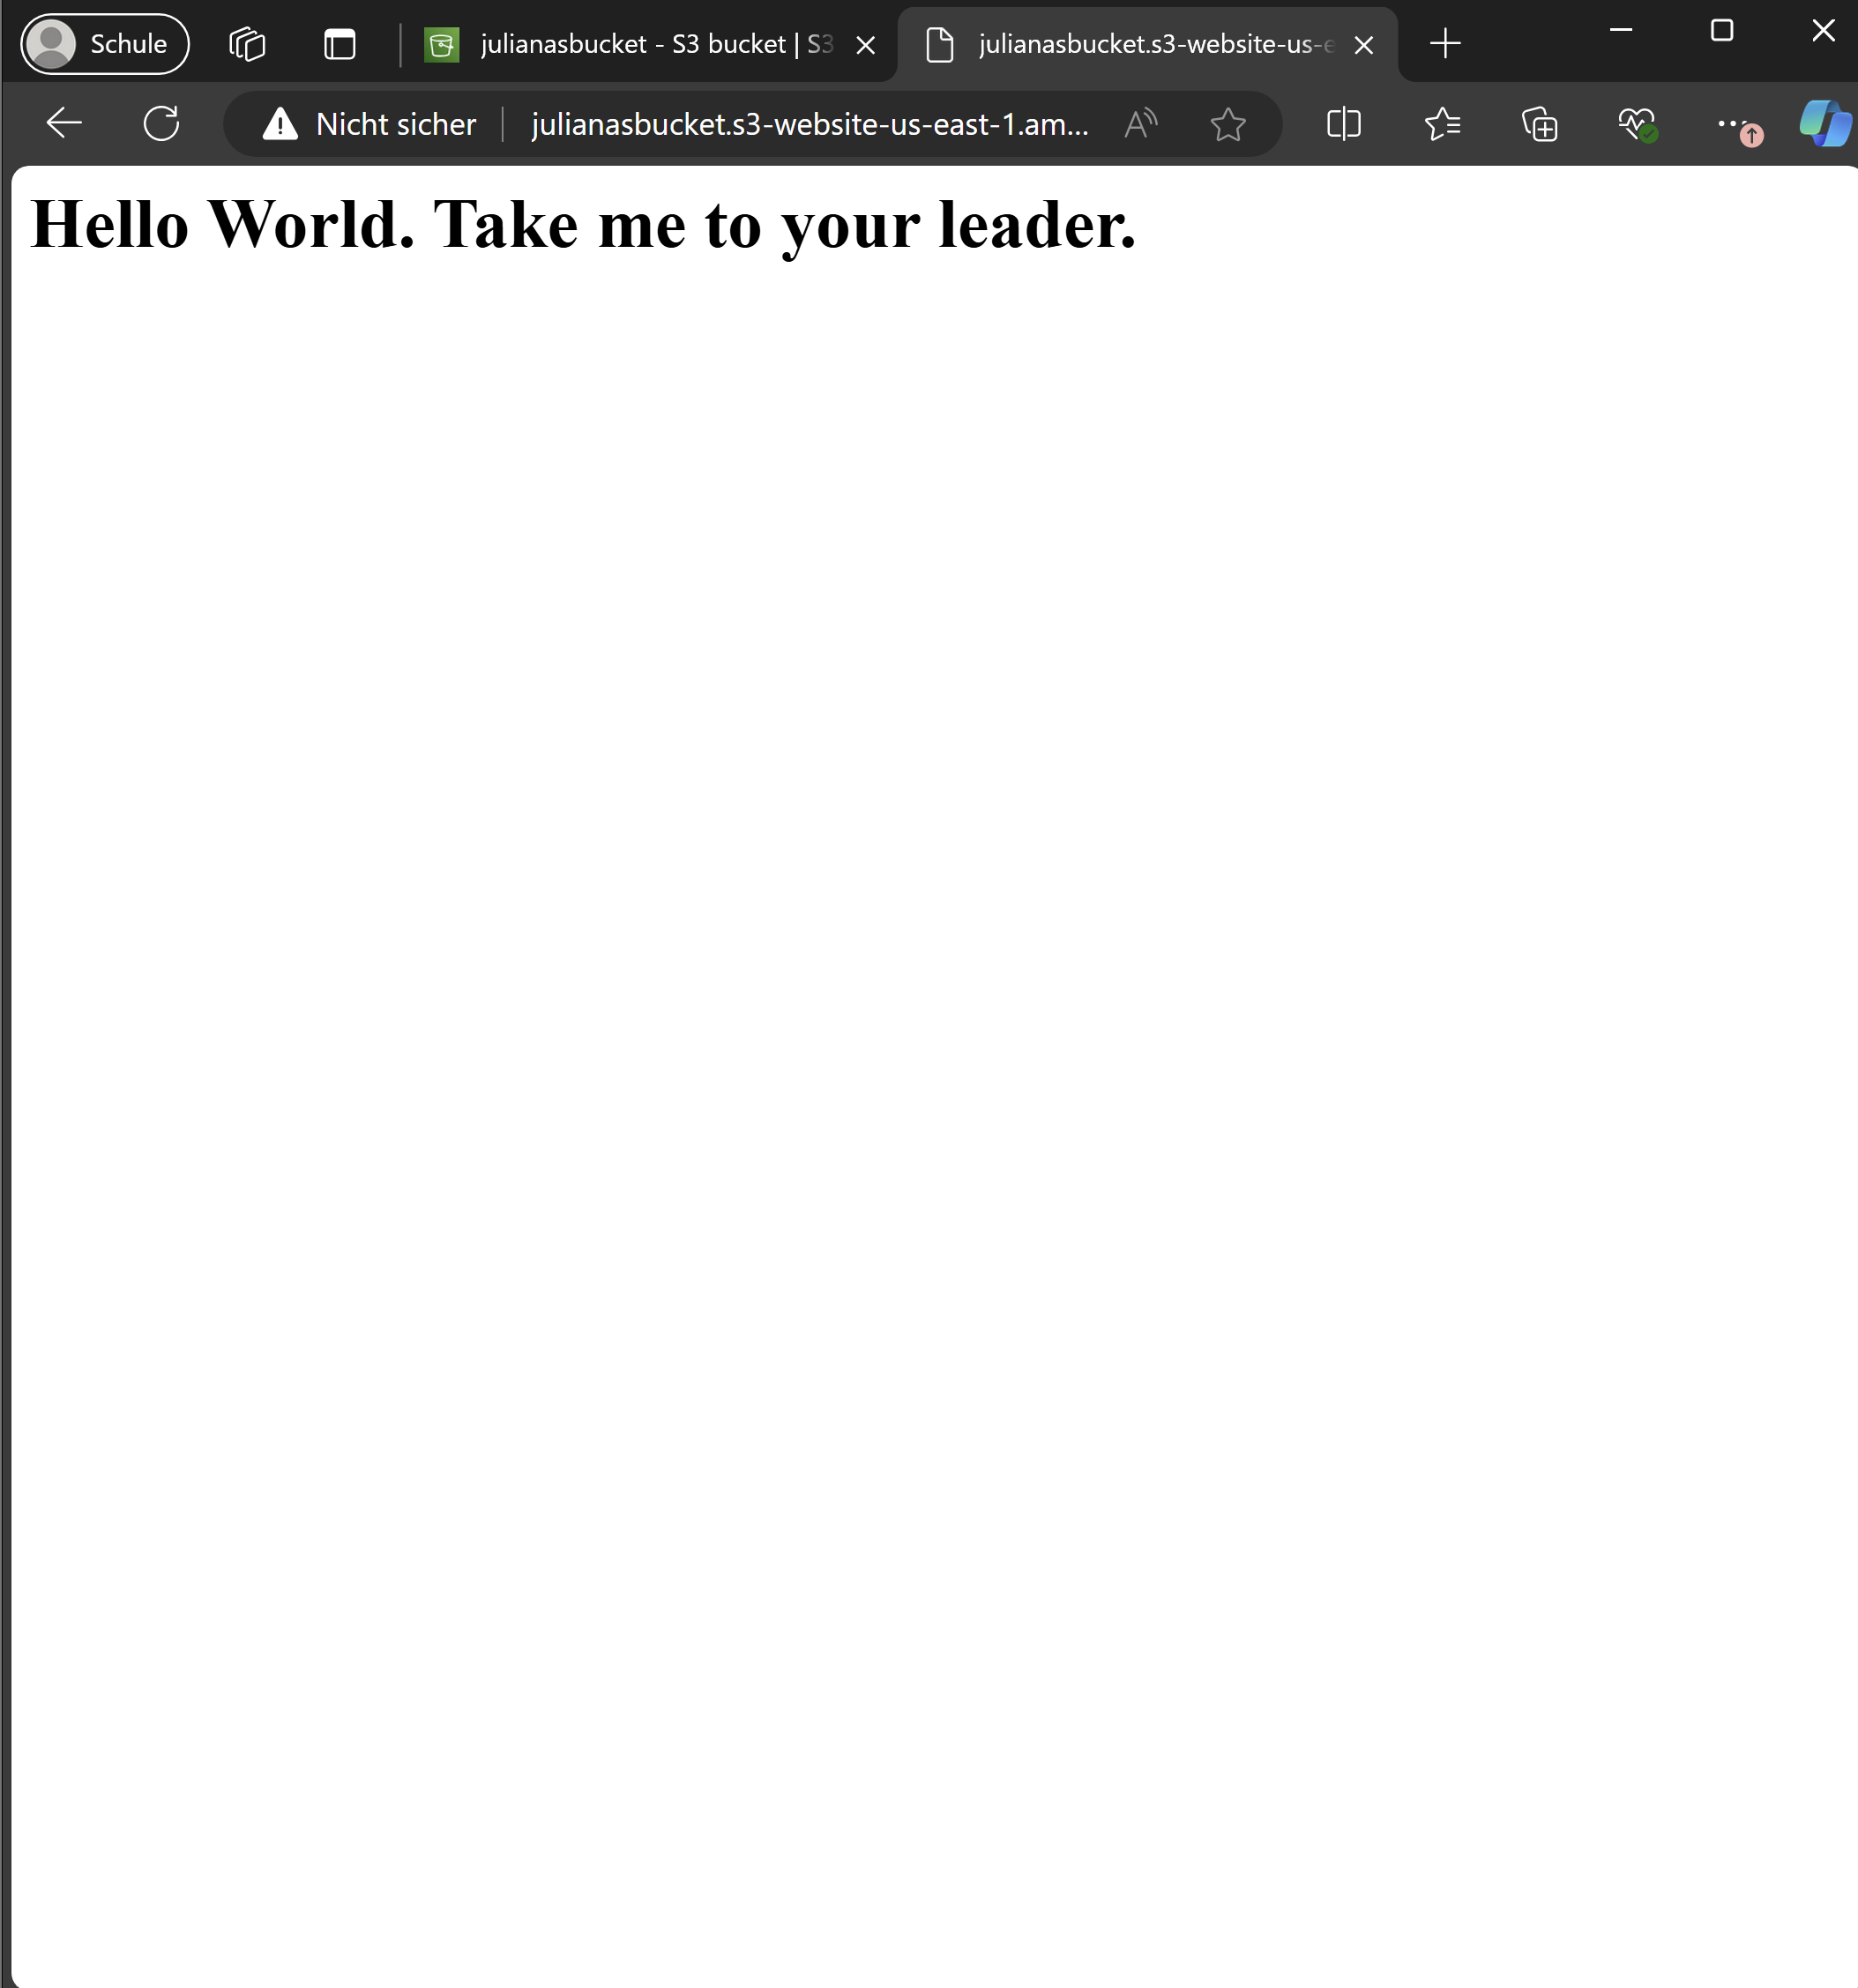 Schule
julianasbucket - S3 bucket | S3
julianasbucket.s3-website-us-e
Nicht sicher
julianasbucket.s3-website-us-east-1.am...
Hello World. Take me to your leader.